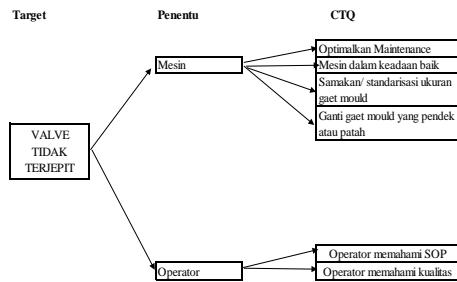 Target Penentu CTQ
Optimalkan Maintenance
Mesin Mesin dalam keadaan baik
Samakan/ standarisasi ukuran
gaet mould
Ganti gaet mould yang pendek
atau patah
VALVE
TIDAK
TERJEPIT
Operator memahami SOP
Operator Operator memahami kualitas